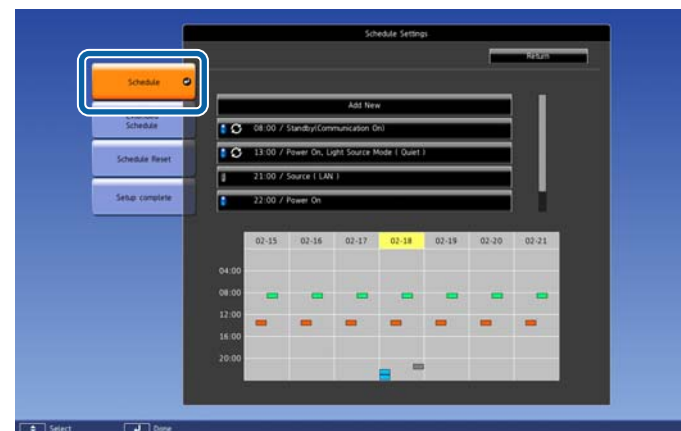 Schedule Settings
Return
Schedule
Schedule
Schedule Reset
Setup complete
Add New
08:00 / Standby(Communication On)
13:00 / Power On, Light Source Mode ( Quiet )
21:00 / Source ( LAN )
22:00 / Power On
02-15 02-16 02-17 02-18 02-19 02-20 02-21
04:00
08:00
12:00
16:00
20:00
Select Done